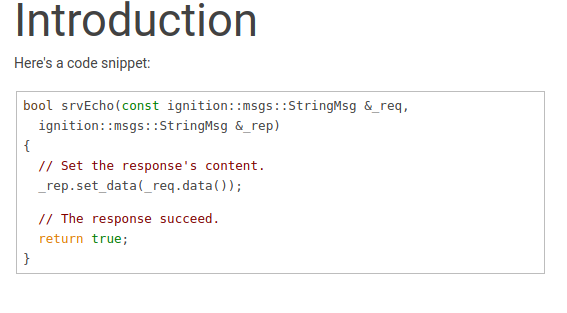 Introduction
Here's a code snippet:
bool srvEcho(const ignition::msgs::StringMsg &_req,
  ignition::msgs::StringMsg &_rep)
{
  // Set the response's content.
  _rep.set_data(_req.data());
  // The response succeed.
  return true;
}